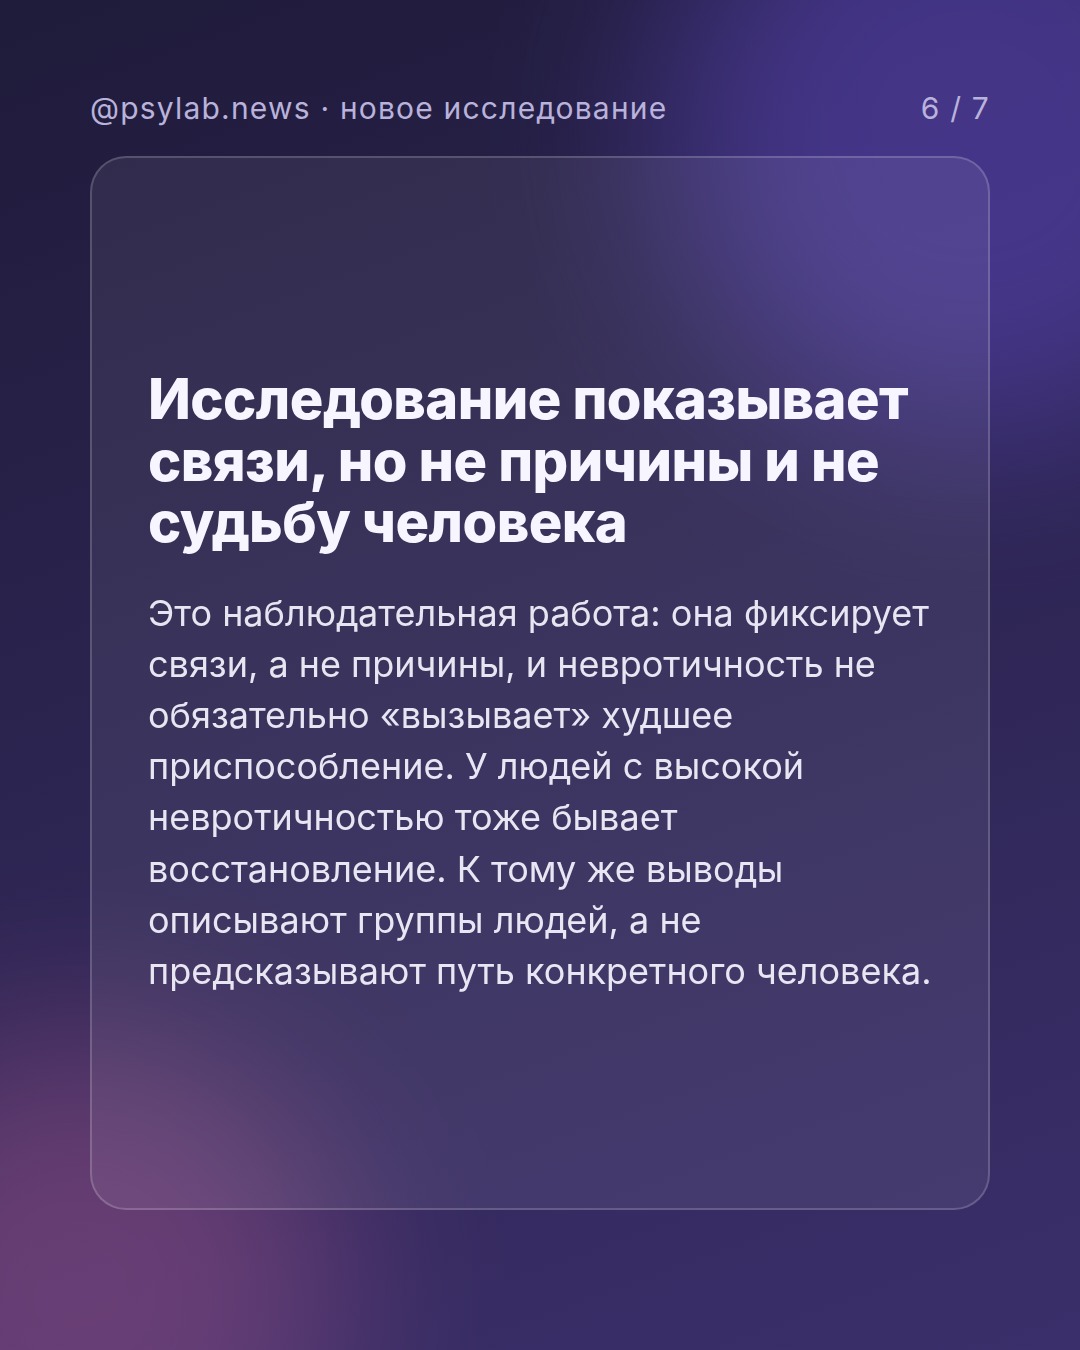 @psylab.news · новое исследование
6 / 7
Исследование показывает
связи, но не причины и не
судьбу человека
Это наблюдательная работа: она фиксирует
связи, а не причины, и невротичность не
обязательно «вызывает» худшее
приспособление. У людей с высокой
невротичностью тоже бывает
восстановление. К тому же выводы
описывают группы людей, а не
предсказывают путь конкретного человека.